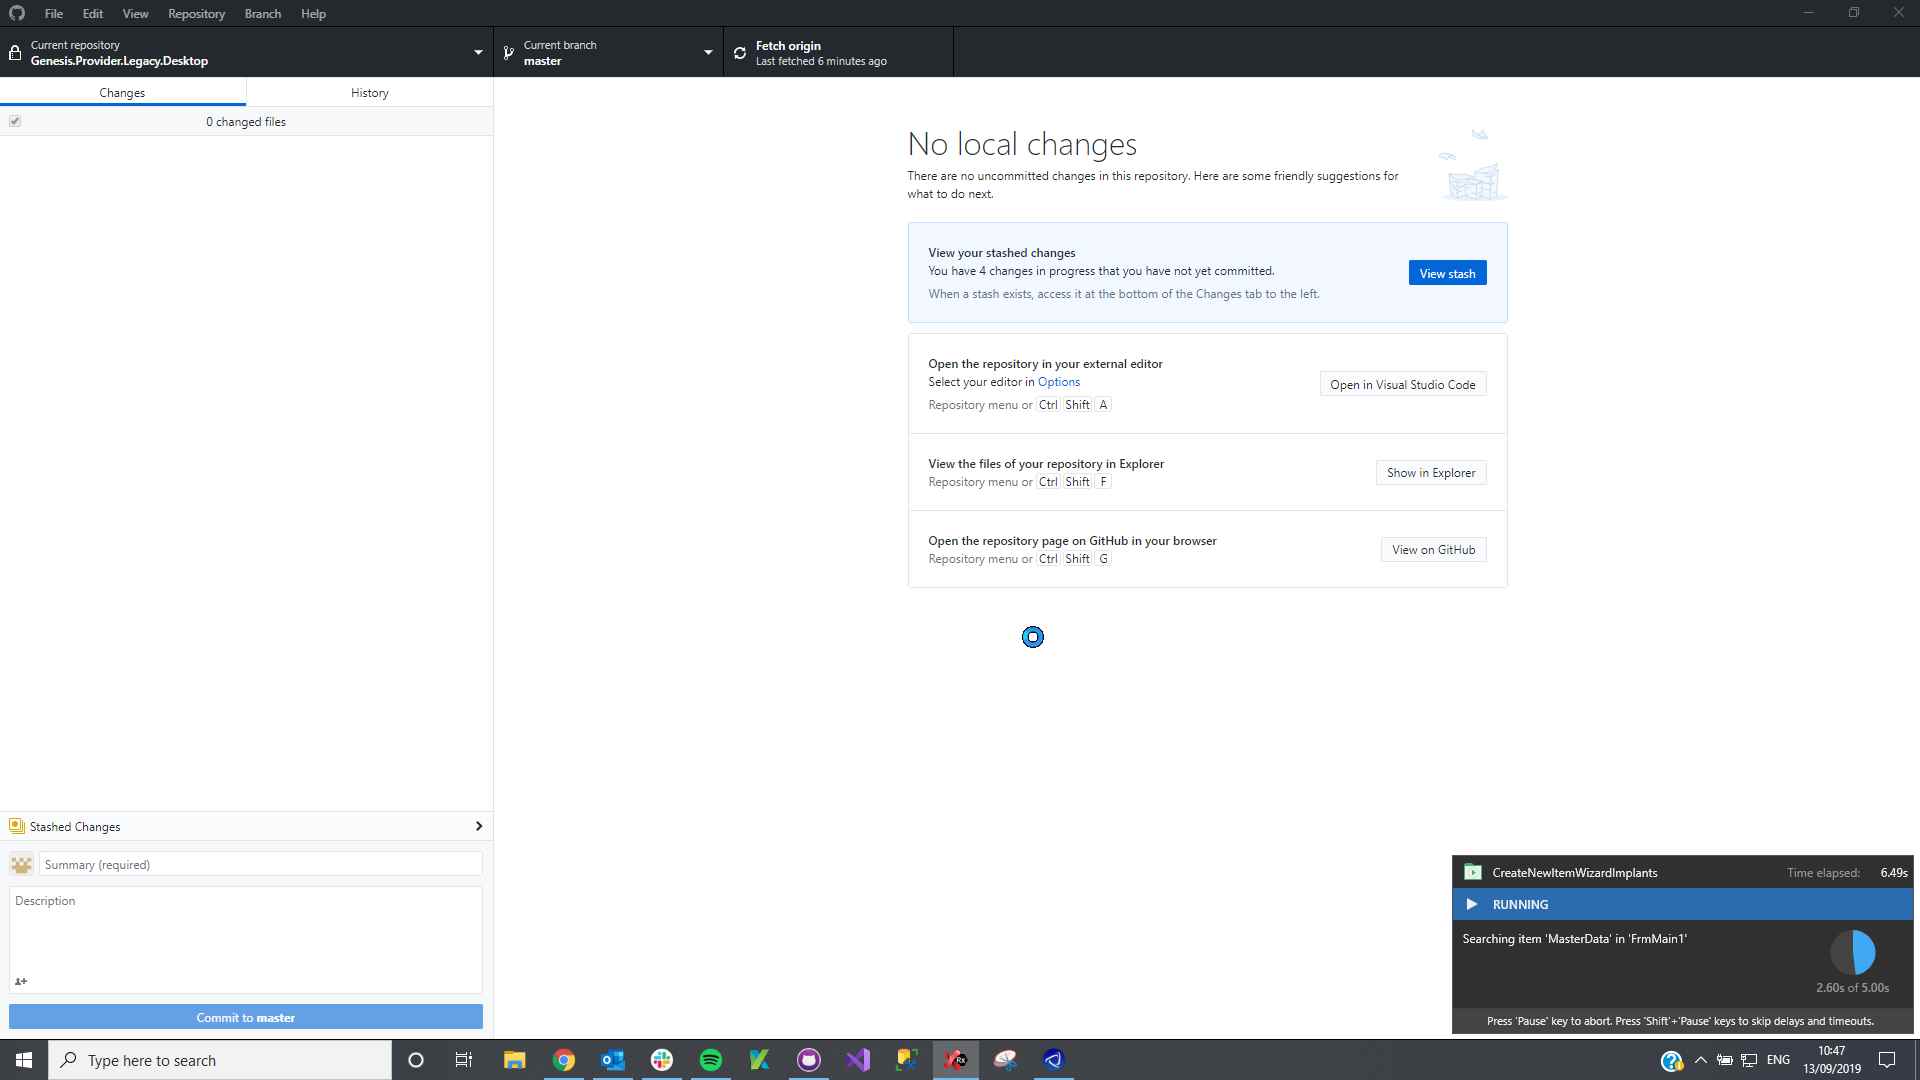 File Edit View Repository Branch Help
Current repository
Genesis.Provider.Legacy.Desktop
Current branch
master
Fetch origin
Last fetched 6 minutes ago
Changes
History
0 changed files
No local changes
There are no uncommitted changes in this repository. Here are some friendly suggestions for
what to do next.
View your stashed changes
You have 4 changes in progress that you have not yet committed.
When a stash exists, access it at the bottom of the Changes tab to the left.
View stash
Open the repository in your external editor
Select your editor in Options
Repository menu or Ctrl Shift A
Open in Visual Studio Code
View the files of your repository in Explorer
Repository menu or Ctrl Shift F
Show in Explorer
Open the repository page on GitHub in your browser
Repository menu or Ctrl Shift G
View on GitHub
Stashed Changes
Summary (required)
Description
Commit to master
CreateNewItemWizardImplants
Time elapsed: 6.49s
RUNNING
Searching item 'MasterData' in 'FrmMain1'
2.60s of 5.00s
Press 'Pause' key to abort. Press 'Shift'+'Pause' keys to skip delays and timeouts.
Type here to search
Rx
ENG
10:47
13/09/2019